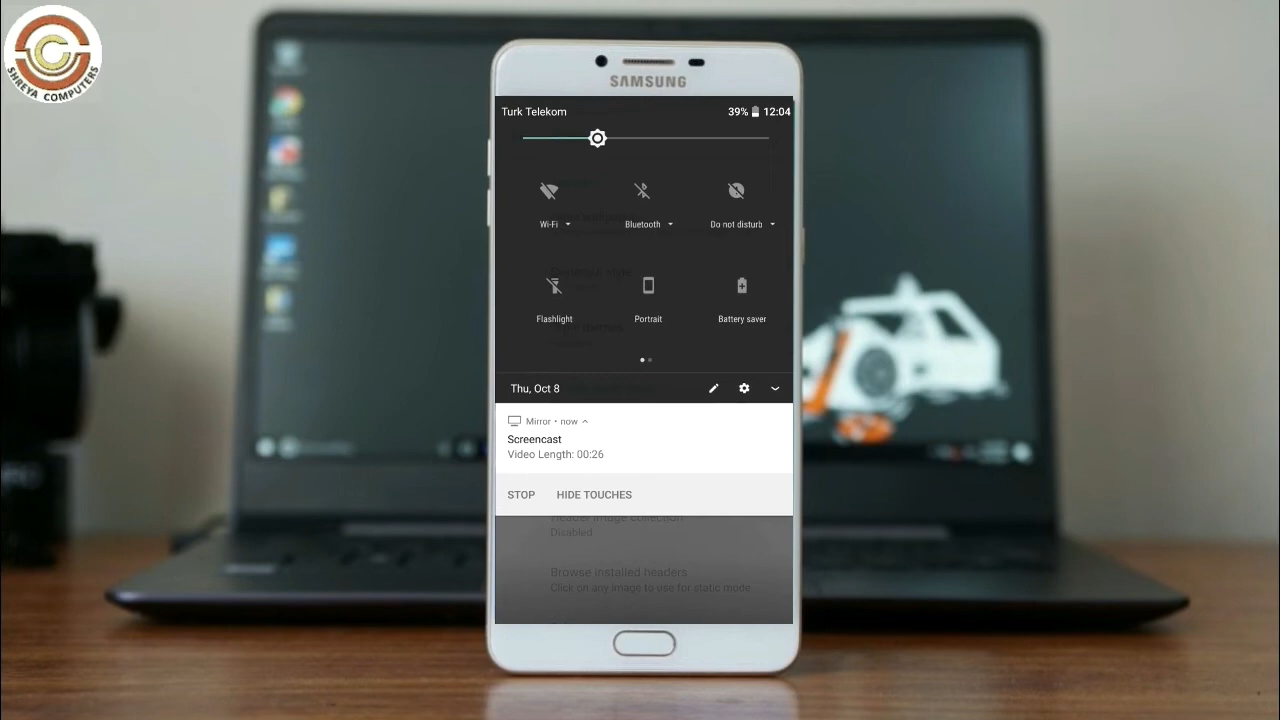 SHREYA COMPUTERS
SAMSUNG
Turk Telekom 39% 12:04
Wi-Fi Bluetooth Do not disturb
Flashlight Portrait Battery saver
Thu, Oct 8
Mirror • now
Screencast
Video Length: 00:26
STOP HIDE TOUCHES
Header image collection
Disabled
Browse installed headers
Click on any image to use for static mode